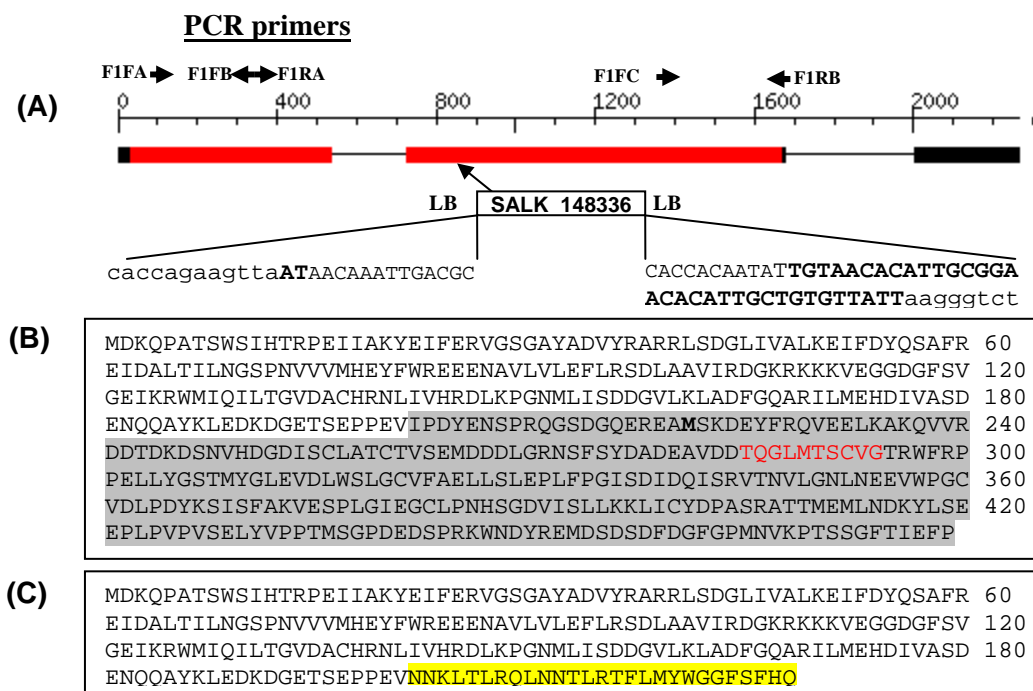 PCR primers
F1FA F1FB F1RA F1FC F1RB
(A)
0 400 800 1200 1600 2000
LB SALK 148336 LB
caccagaagttaATAACAAATTGACGC
CACCACAATATTGTAACACATTGCGGA
ACACATTGCTGTGTTATTaagggtct
(B)
MDKQPATSWSIHTRPEIIAKYEIFERVGSGAYADVYRARRLSDGLIVALKEIFDYQSAFR 60
EIDALTILNGSPNVVVMHEYFWREEENAVLVLEFLRSDLAAVIRDGKRKKKVEGGDGFSV 120
GEIKRWMIQILTGVDACHRNLIVHRDLKPGNMLISDDGVLKLADFGQARILMEHDIVASD 180
ENQQAYKLEDKDGETSEPPEVIPDYENSPRQGSDGQEREAMSKDEYFRQVEELKAKQVVR 240
DDTDKDSNVHDGDISCLATCTVSEMDDDLGRNSFSYDADEAVDDTQGLMTSCVGTRWFRP 300
PELLYGSTMYGLEVDLWSLGCVFAELLSLEPLFPGISDIDQISRVTNVLGNLNEEVWPGC 360
VDLPDYKSISFAKVESPLGIEGCLPNHSGDVISLLKKLICYDPASRATTMEMLNDKYLSE 420
EPLPVPVSELYVPPTMSGPDEDSPRKWNDYREMDSDSDFDGFGPMNVKPTSSGFTIEFP
(C)
MDKQPATSWSIHTRPEIIAKYEIFERVGSGAYADVYRARRLSDGLIVALKEIFDYQSAFR 60
EIDALTILNGSPNVVVMHEYFWREEENAVLVLEFLRSDLAAVIRDGKRKKKVEGGDGFSV 120
GEIKRWMIQILTGVDACHRNLIVHRDLKPGNMLISDDGVLKLADFGQARILMEHDIVASD 180
ENQQAYKLEDKDGETSEPPEVNNKLTLRQLNNTLRTFLMYWGGFSFHQ